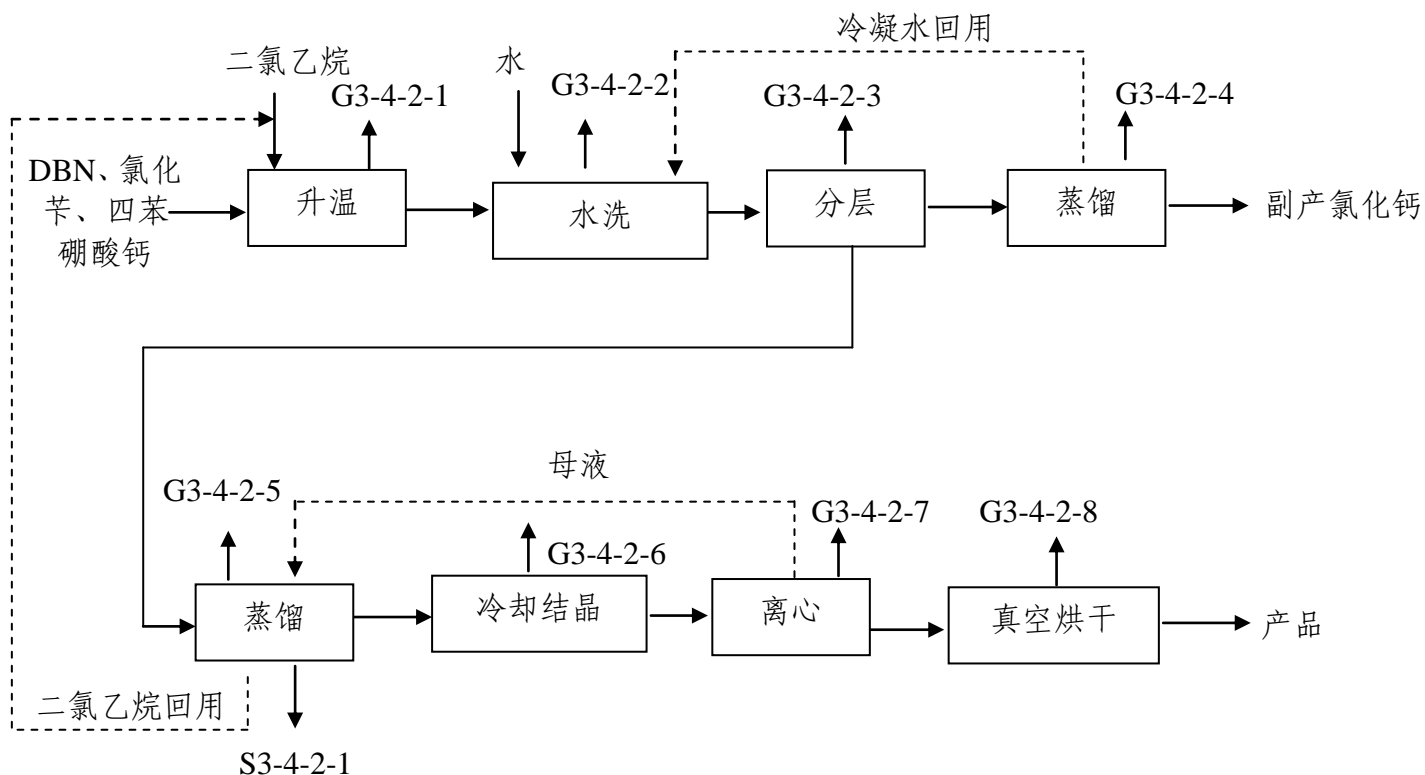 冷凝水回用
二氯乙烷
水
G3-4-2-1
G3-4-2-2
G3-4-2-3
G3-4-2-4
DBN、氯化
苄、四苯
硼酸钙
升温
水洗
分层
蒸馏
副产氯化钙
母液
G3-4-2-5
G3-4-2-6
G3-4-2-7
G3-4-2-8
蒸馏
冷却结晶
离心
真空烘干
产品
二氯乙烷回用
S3-4-2-1